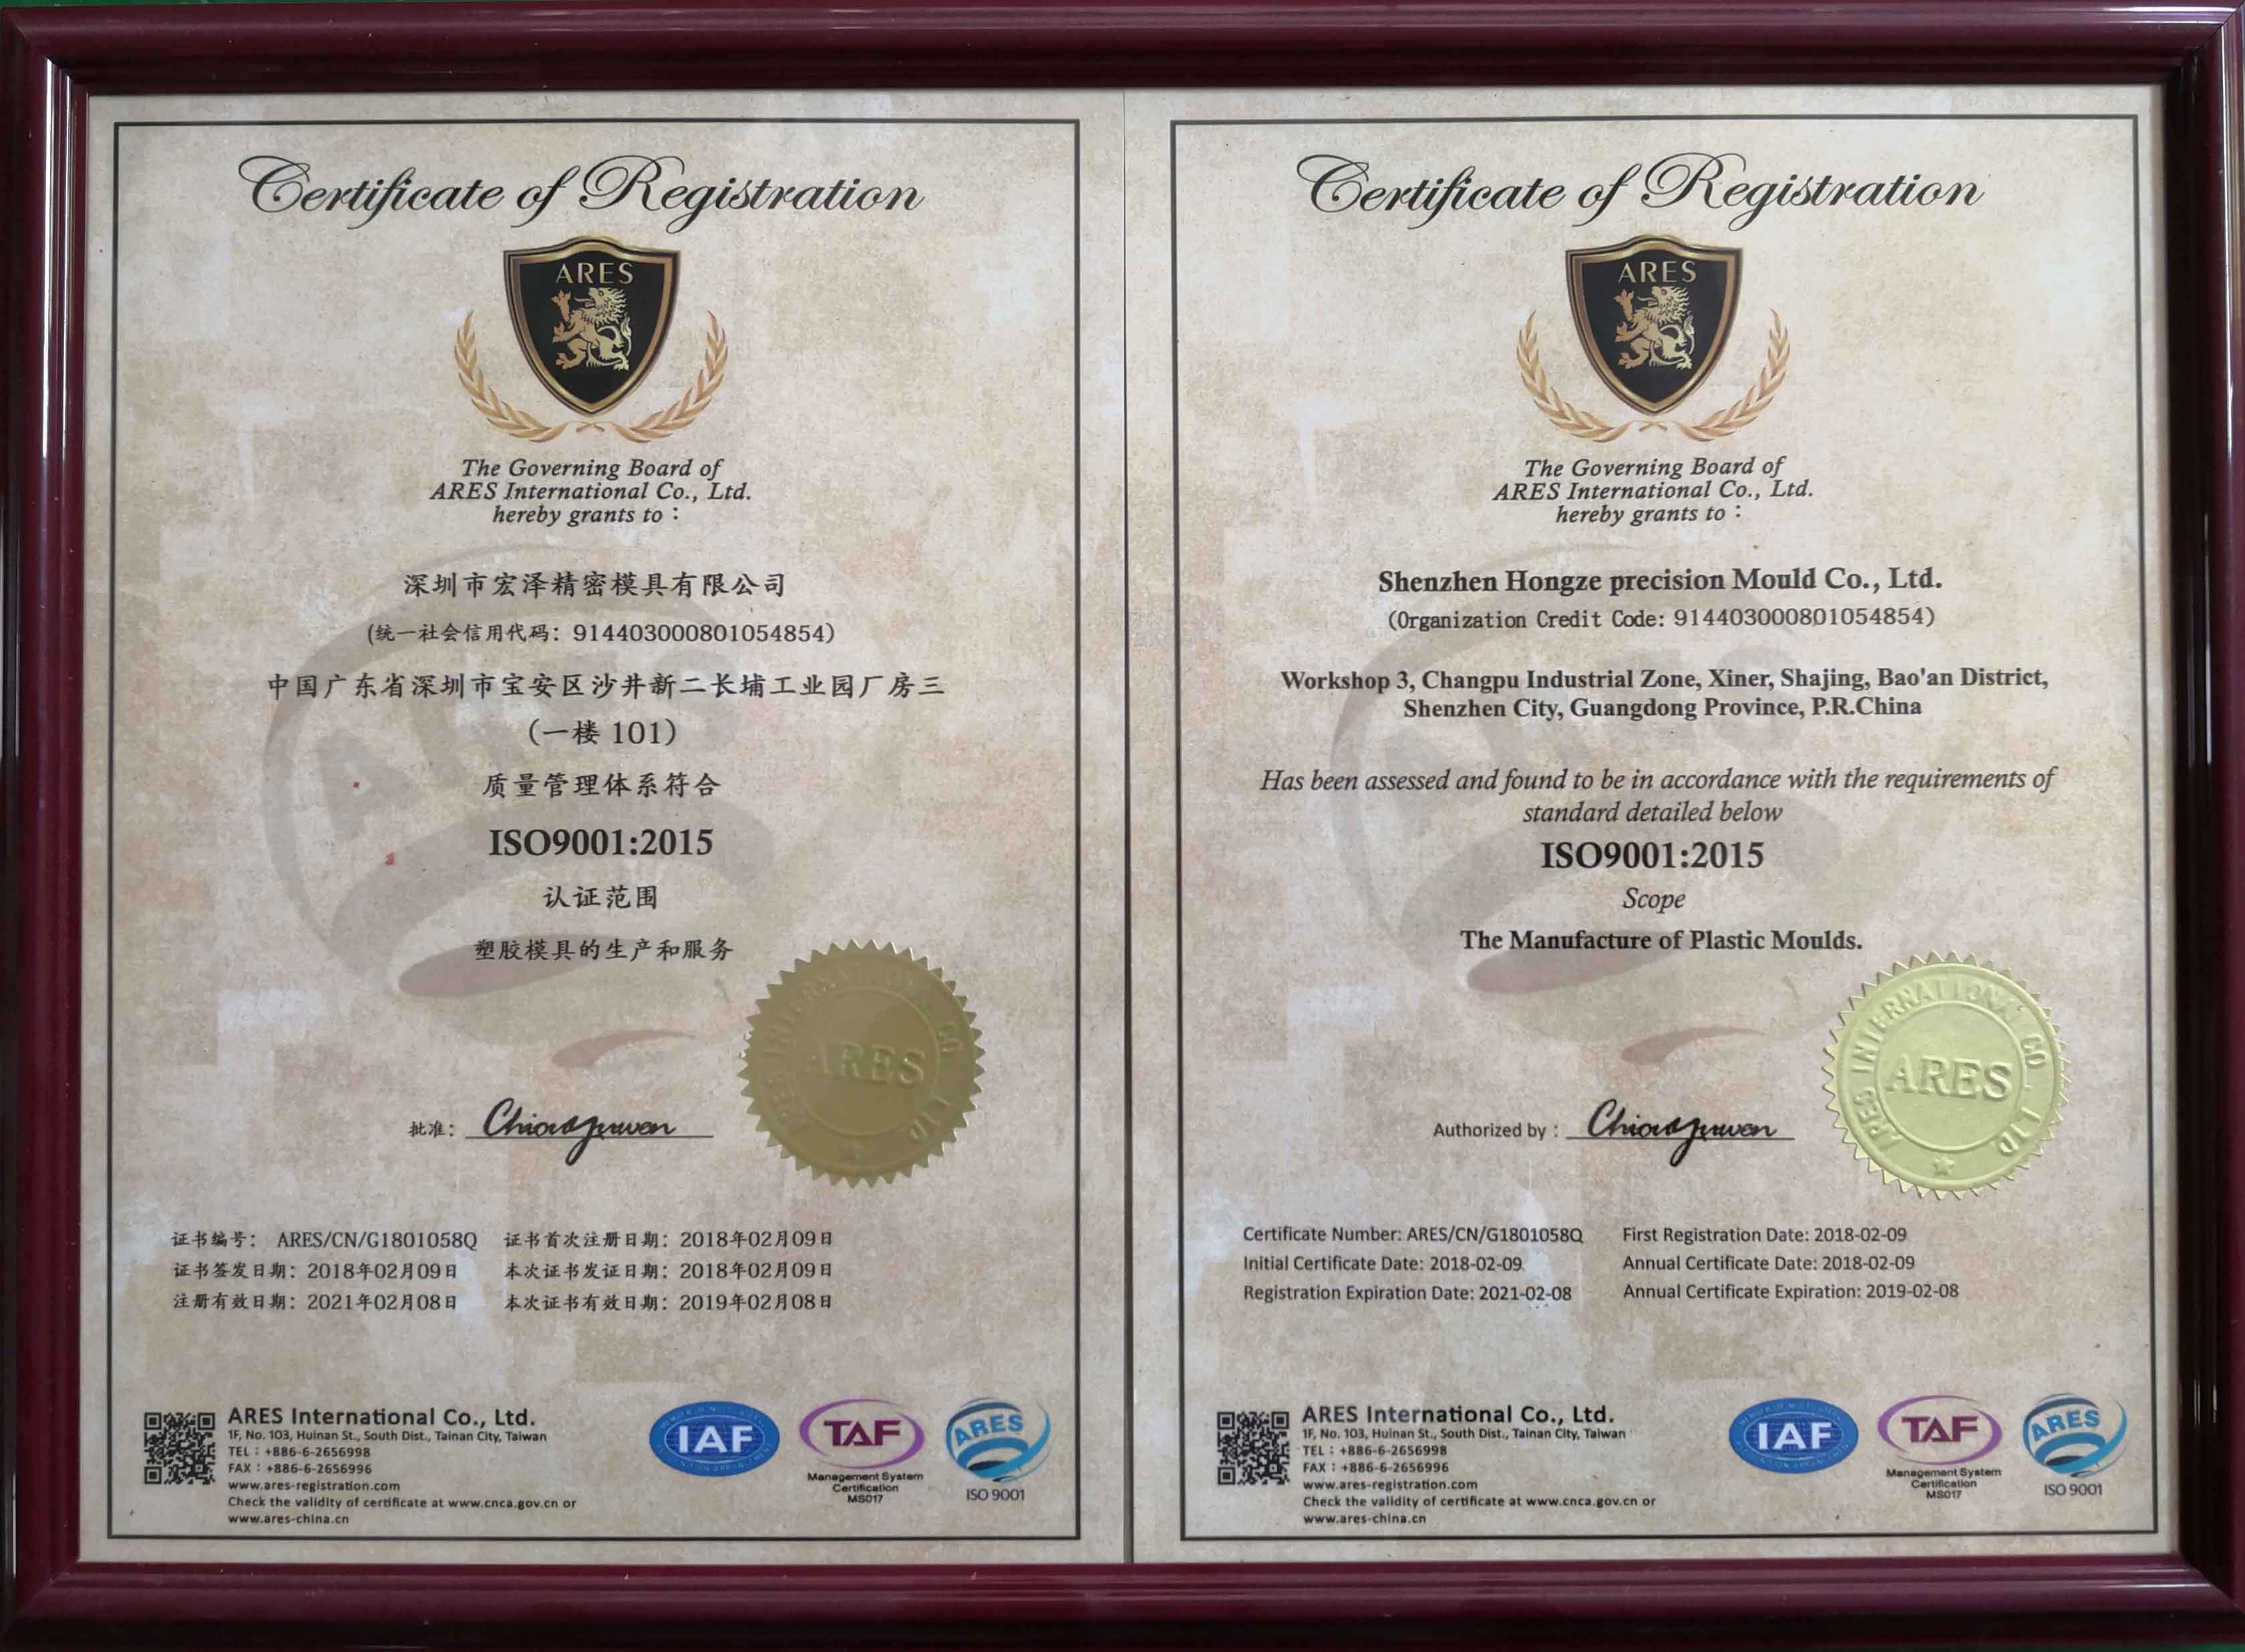 Certificate of Registration
ARES
The Governing Board of
ARES International Co., Ltd.
hereby grants to：
深圳市宏泽精密模具有限公司
(统一社会信用代码：914403000801054854)
中国广东省深圳市宝安区沙井新二长埔工业园厂房三
(一楼 101)
质量管理体系符合
ISO9001:2015
认证范围
塑胶模具的生产和服务
ARES INTERNATIONAL CO. LTD
ARES
批准：
证书编号： ARES/CN/G1801058Q 证书首次注册日期：2018年02月09日
证书签发日期：2018年02月09日 本次证书发证日期：2018年02月09日
注册有效日期：2021年02月08日 本次证书有效日期：2019年02月08日
ARES International Co., Ltd.
1F, No. 103, Huinan St., South Dist., Tainan City, Taiwan
TEL：+886-6-2656998
FAX：+886-6-2656996
www.ares-registration.com
Check the validity of certificate at www.cnca.gov.cn or
www.ares-china.cn
IAF
TAF
Management System
Certification
MS017
ARES
ISO 9001
Certificate of Registration
ARES
The Governing Board of
ARES International Co., Ltd.
hereby grants to：
Shenzhen Hongze precision Mould Co., Ltd.
(Organization Credit Code: 914403000801054854)
Workshop 3, Changpu Industrial Zone, Xiner, Shajing, Bao'an District,
Shenzhen City, Guangdong Province, P.R.China
Has been assessed and found to be in accordance with the requirements of
standard detailed below
ISO9001:2015
Scope
The Manufacture of Plastic Moulds.
ARES INTERNATIONAL CO. LTD
ARES
Authorized by :
Certificate Number: ARES/CN/G1801058Q First Registration Date: 2018-02-09
Initial Certificate Date: 2018-02-09 Annual Certificate Date: 2018-02-09
Registration Expiration Date: 2021-02-08 Annual Certificate Expiration: 2019-02-08
ARES International Co., Ltd.
1F, No. 103, Huinan St., South Dist., Tainan City, Taiwan
TEL：+886-6-2656998
FAX：+886-6-2656996
www.ares-registration.com
Check the validity of certificate at www.cnca.gov.cn or
www.ares-china.cn
IAF
TAF
Management System
Certification
MS017
ARES
ISO 9001